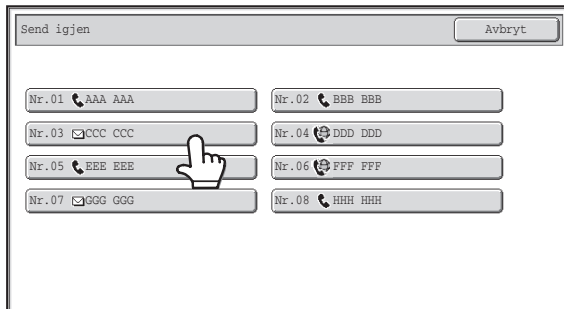 Send igjen Avbryt
Nr.01 AAA AAA Nr.02 BBB BBB
Nr.03 CCC CCC Nr.04 DDD DDD
Nr.05 EEE EEE Nr.06 FFF FFF
Nr.07 GGG GGG Nr.08 HHH HHH